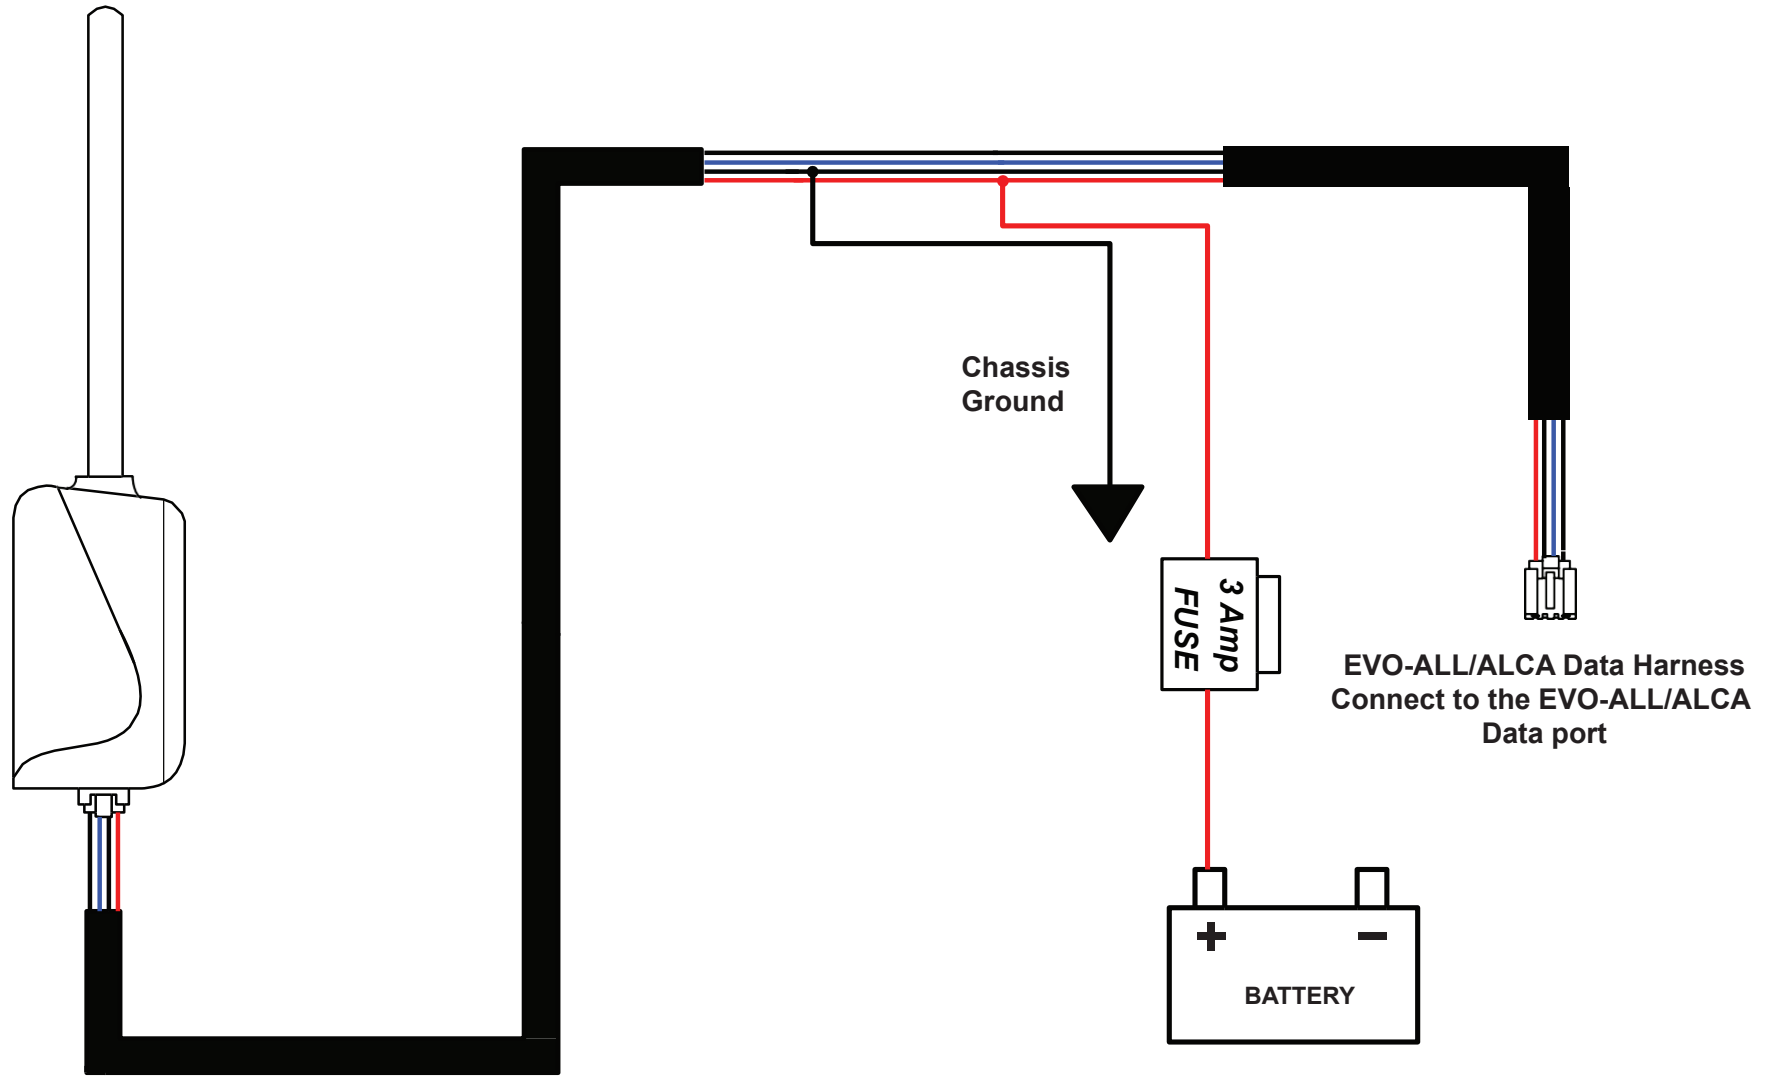 Chassis
Ground
3 Amp
FUSE
EVO-ALL/ALCA Data Harness
Connect to the EVO-ALL/ALCA
Data port
+
−
BATTERY